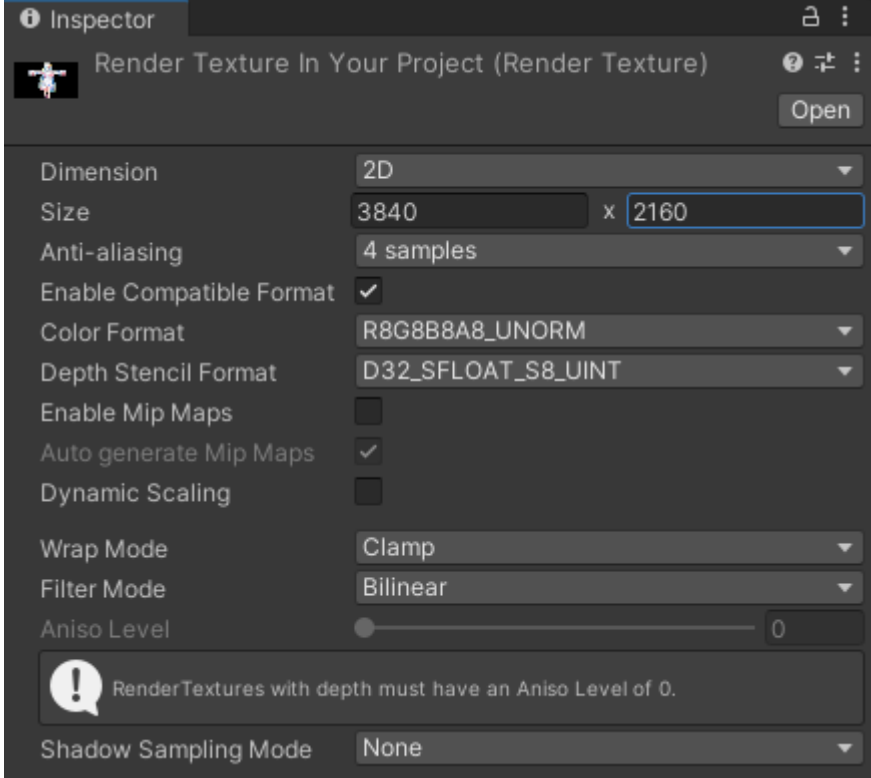 Inspector
Render Texture In Your Project (Render Texture)
Open
Dimension 2D
Size 3840 x 2160
Anti-aliasing 4 samples
Enable Compatible Format
Color Format R8G8B8A8_UNORM
Depth Stencil Format D32_SFLOAT_S8_UINT
Enable Mip Maps
Auto generate Mip Maps
Dynamic Scaling
Wrap Mode Clamp
Filter Mode Bilinear
Aniso Level 0
RenderTextures with depth must have an Aniso Level of 0.
Shadow Sampling Mode None